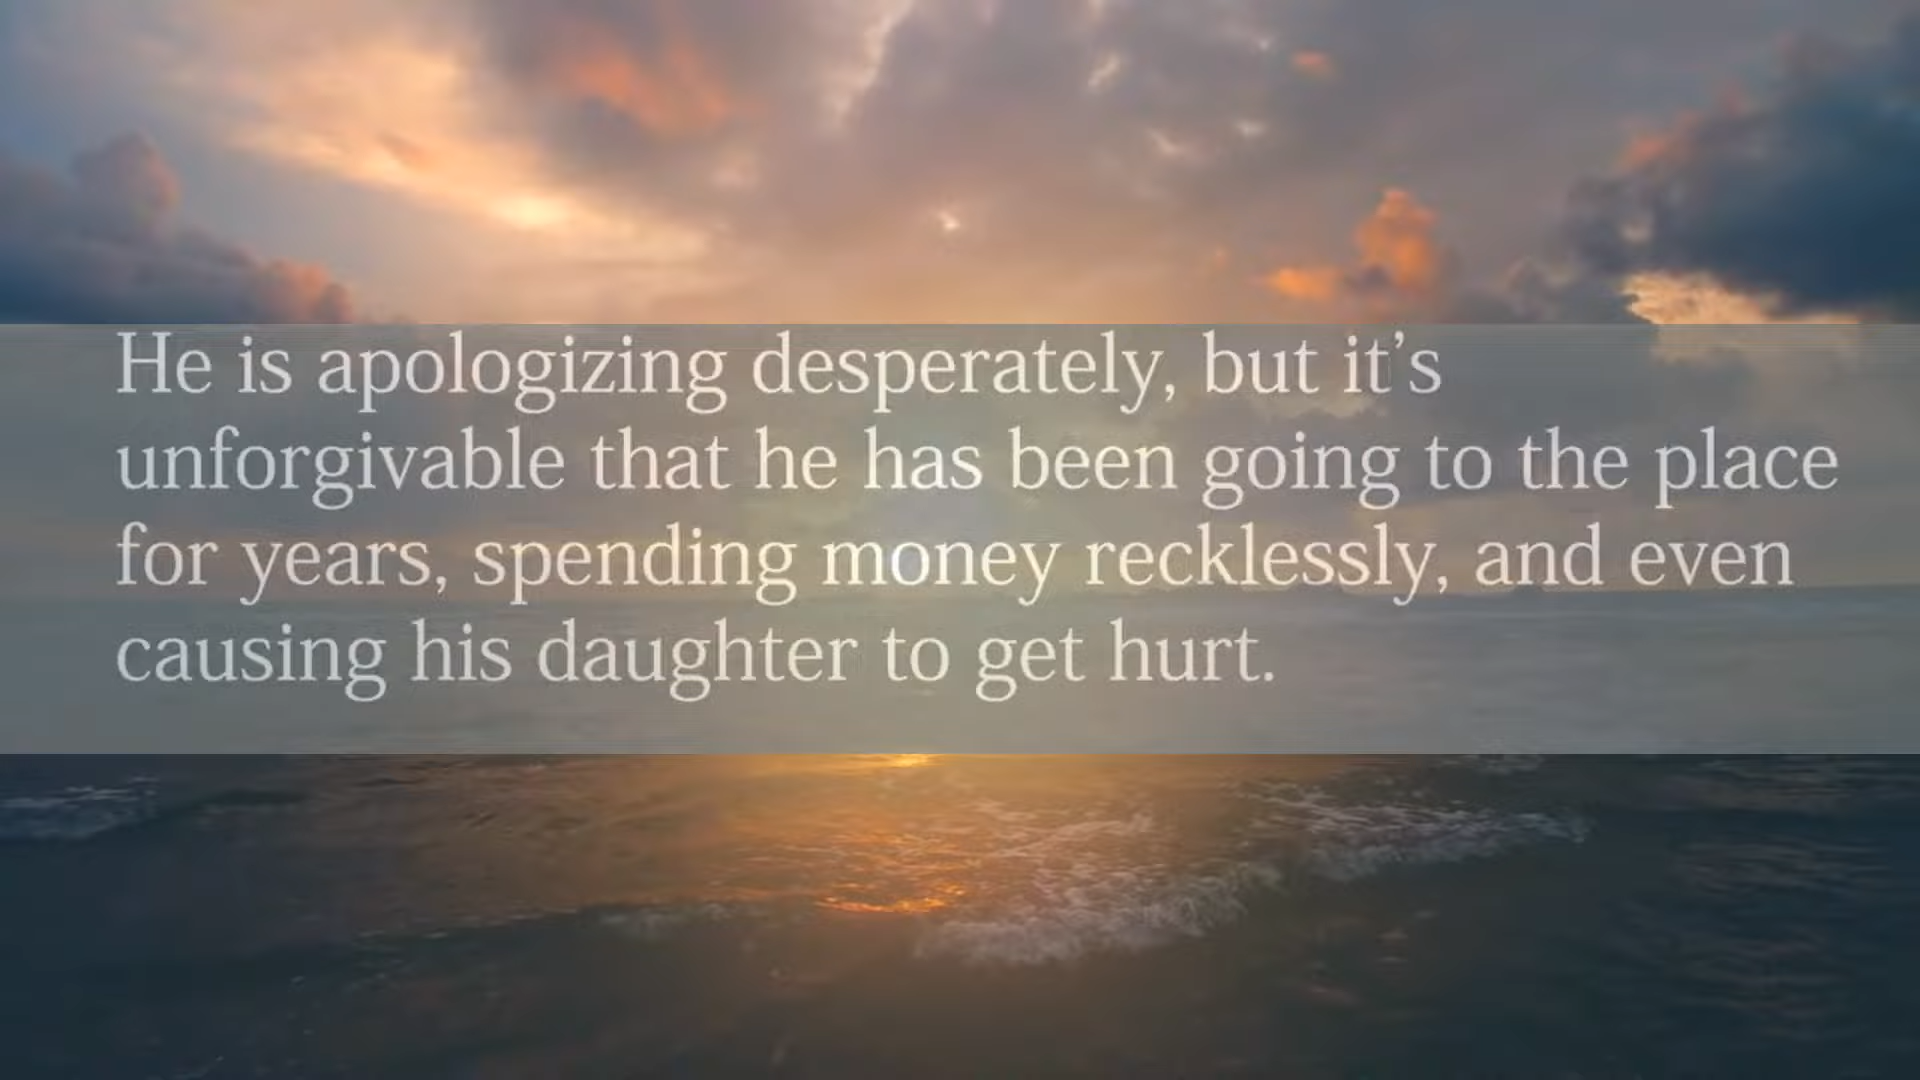 He is apologizing desperately, but it’s
unforgivable that he has been going to the place
for years, spending money recklessly, and even
causing his daughter to get hurt.